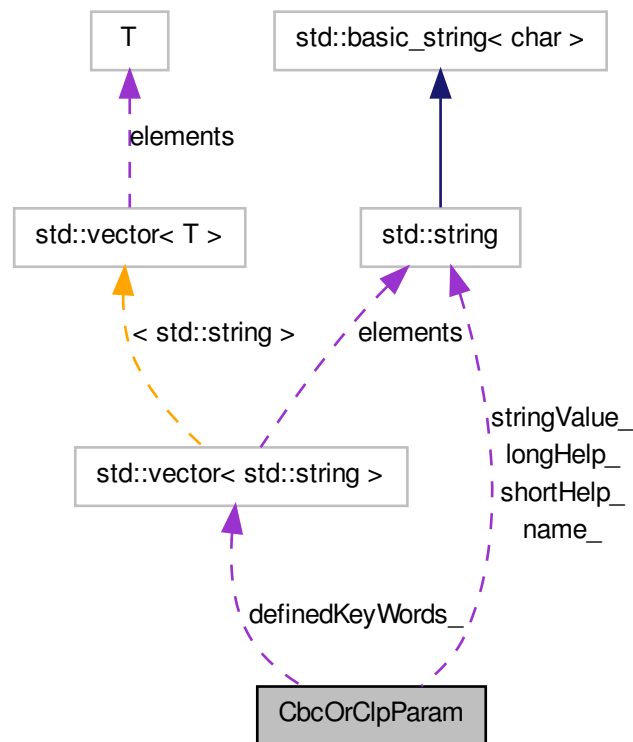 T
std::basic_string< char >
elements
std::vector< T >
std::string
< std::string >
elements
stringValue_
longHelp_
shortHelp_
name_
std::vector< std::string >
definedKeyWords_
CbcOrClpParam